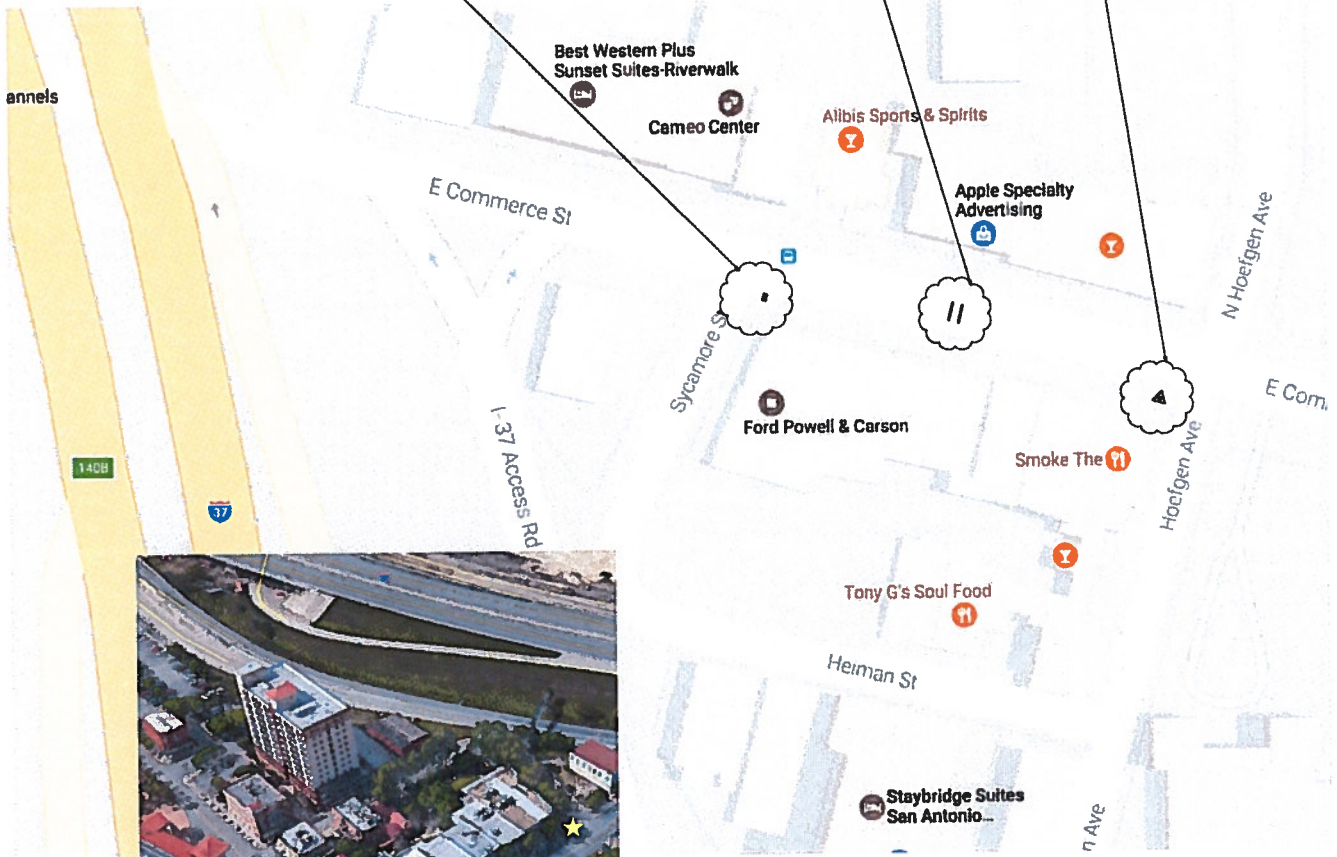 Best Western Plus
Sunset Suites-Riverwalk
annels
Cameo Center
Alibis Sports & Spirits
E Commerce St
Apple Specialty
Advertising
N Hoefgen Ave
Sycamore S
E Com
Ford Powell & Carson
I-37 Access Rd
Smoke The
Hoefgen Ave
140B
37
Tony G's Soul Food
Heiman St
Staybridge Suites
San Antonio...
n Ave